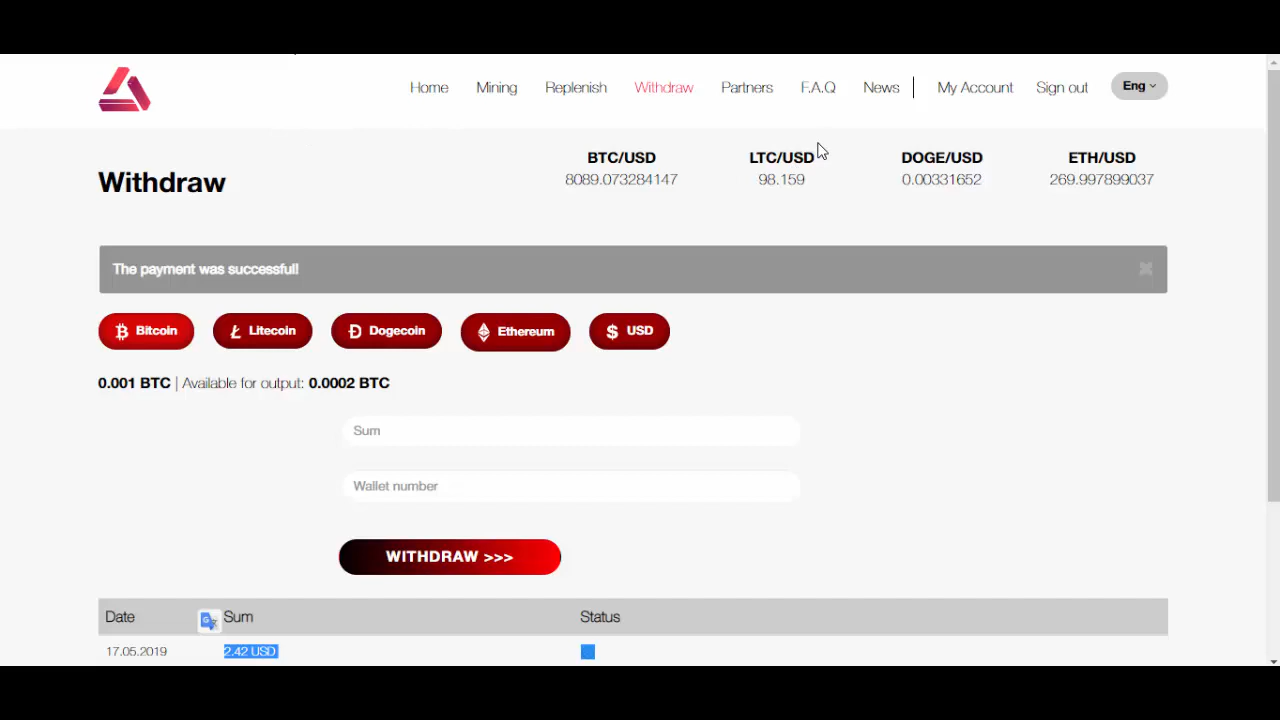 Home Mining Replenish Withdraw Partners F.A.Q News My Account Sign out Eng
BTC/USD LTC/USD DOGE/USD ETH/USD
8089.073284147 98.159 0.00331652 269.997899037
Withdraw
The payment was successful!
Bitcoin Litecoin Dogecoin Ethereum $ USD
0.001 BTC | Available for output: 0.0002 BTC
Sum
Wallet number
WITHDRAW >>>
Date Sum Status
17.05.2019 2.42 USD